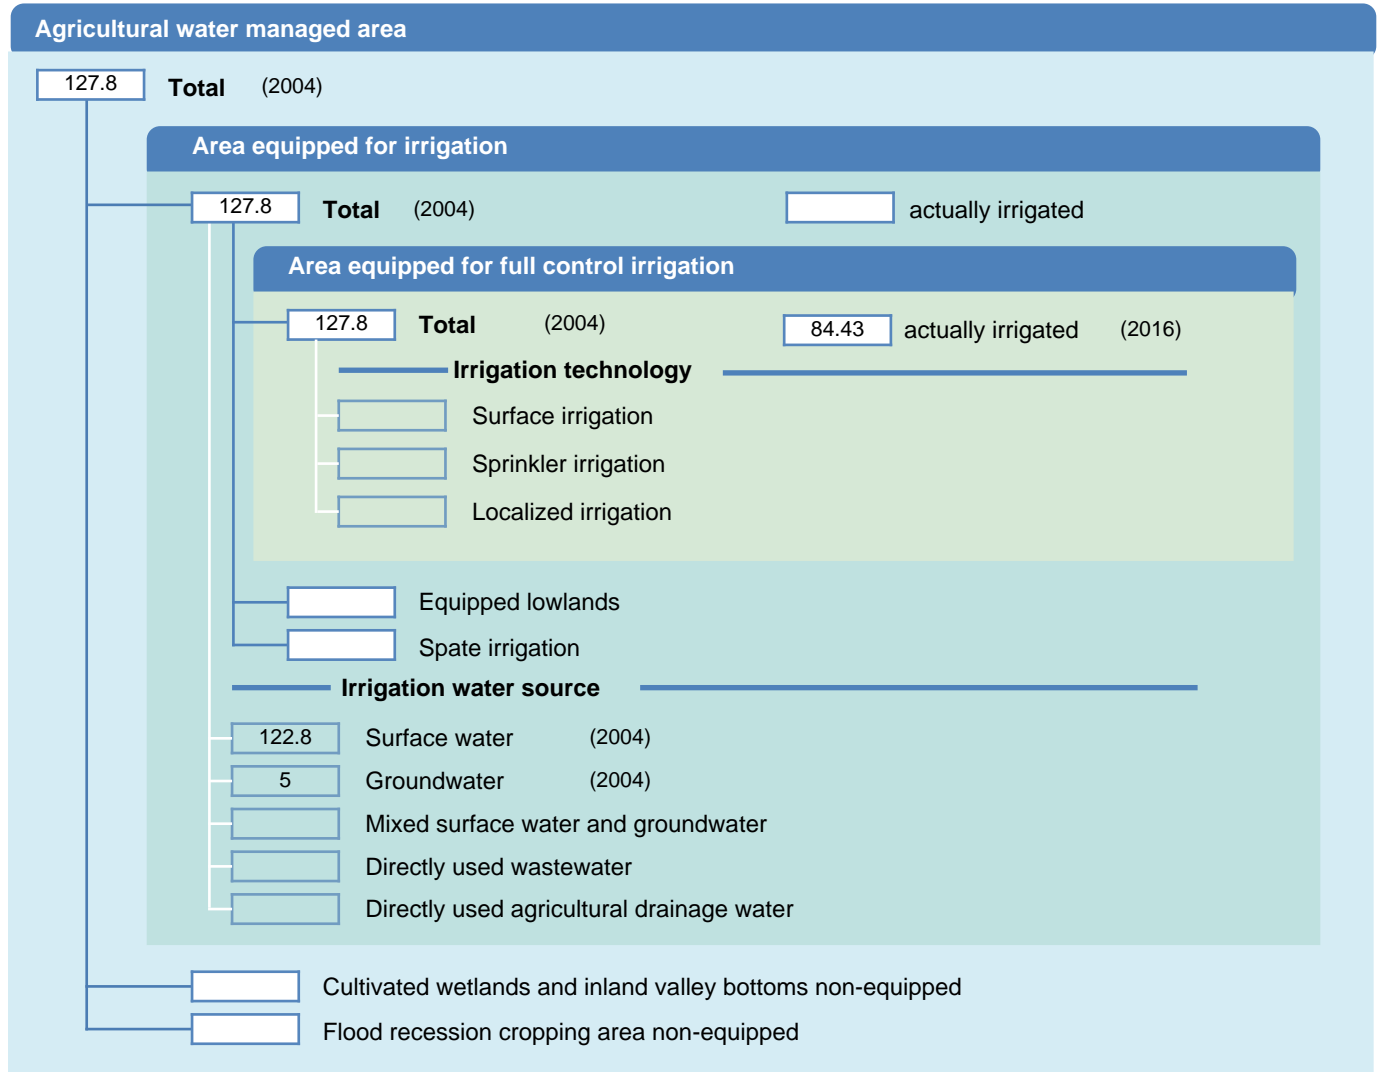 Agricultural water managed area
127.8 Total (2004)
Area equipped for irrigation
127.8 Total (2004) actually irrigated
Area equipped for full control irrigation
127.8 Total (2004) 84.43 actually irrigated (2016)
Irrigation technology
Surface irrigation
Sprinkler irrigation
Localized irrigation
Equipped lowlands
Spate irrigation
Irrigation water source
122.8 Surface water (2004)
5 Groundwater (2004)
Mixed surface water and groundwater
Directly used wastewater
Directly used agricultural drainage water
Cultivated wetlands and inland valley bottoms non-equipped
Flood recession cropping area non-equipped